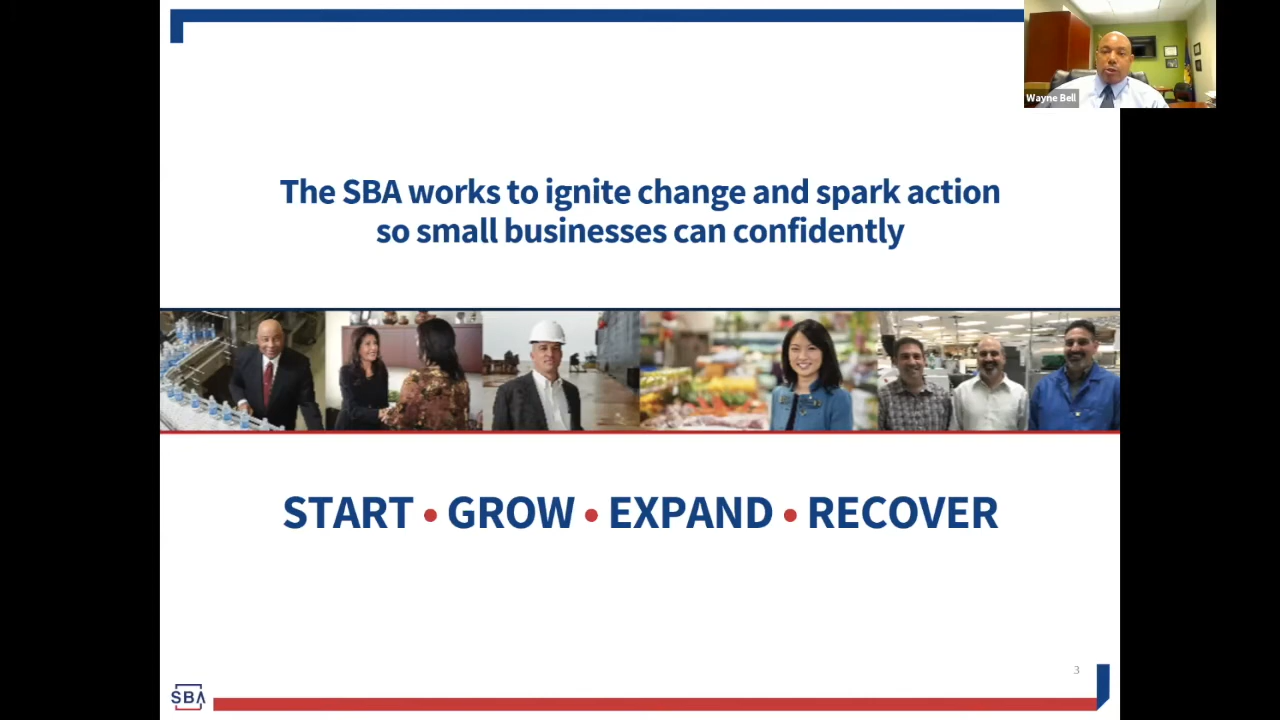 Wayne Bell
The SBA works to ignite change and spark action
so small businesses can confidently
START • GROW • EXPAND • RECOVER
3
SBA